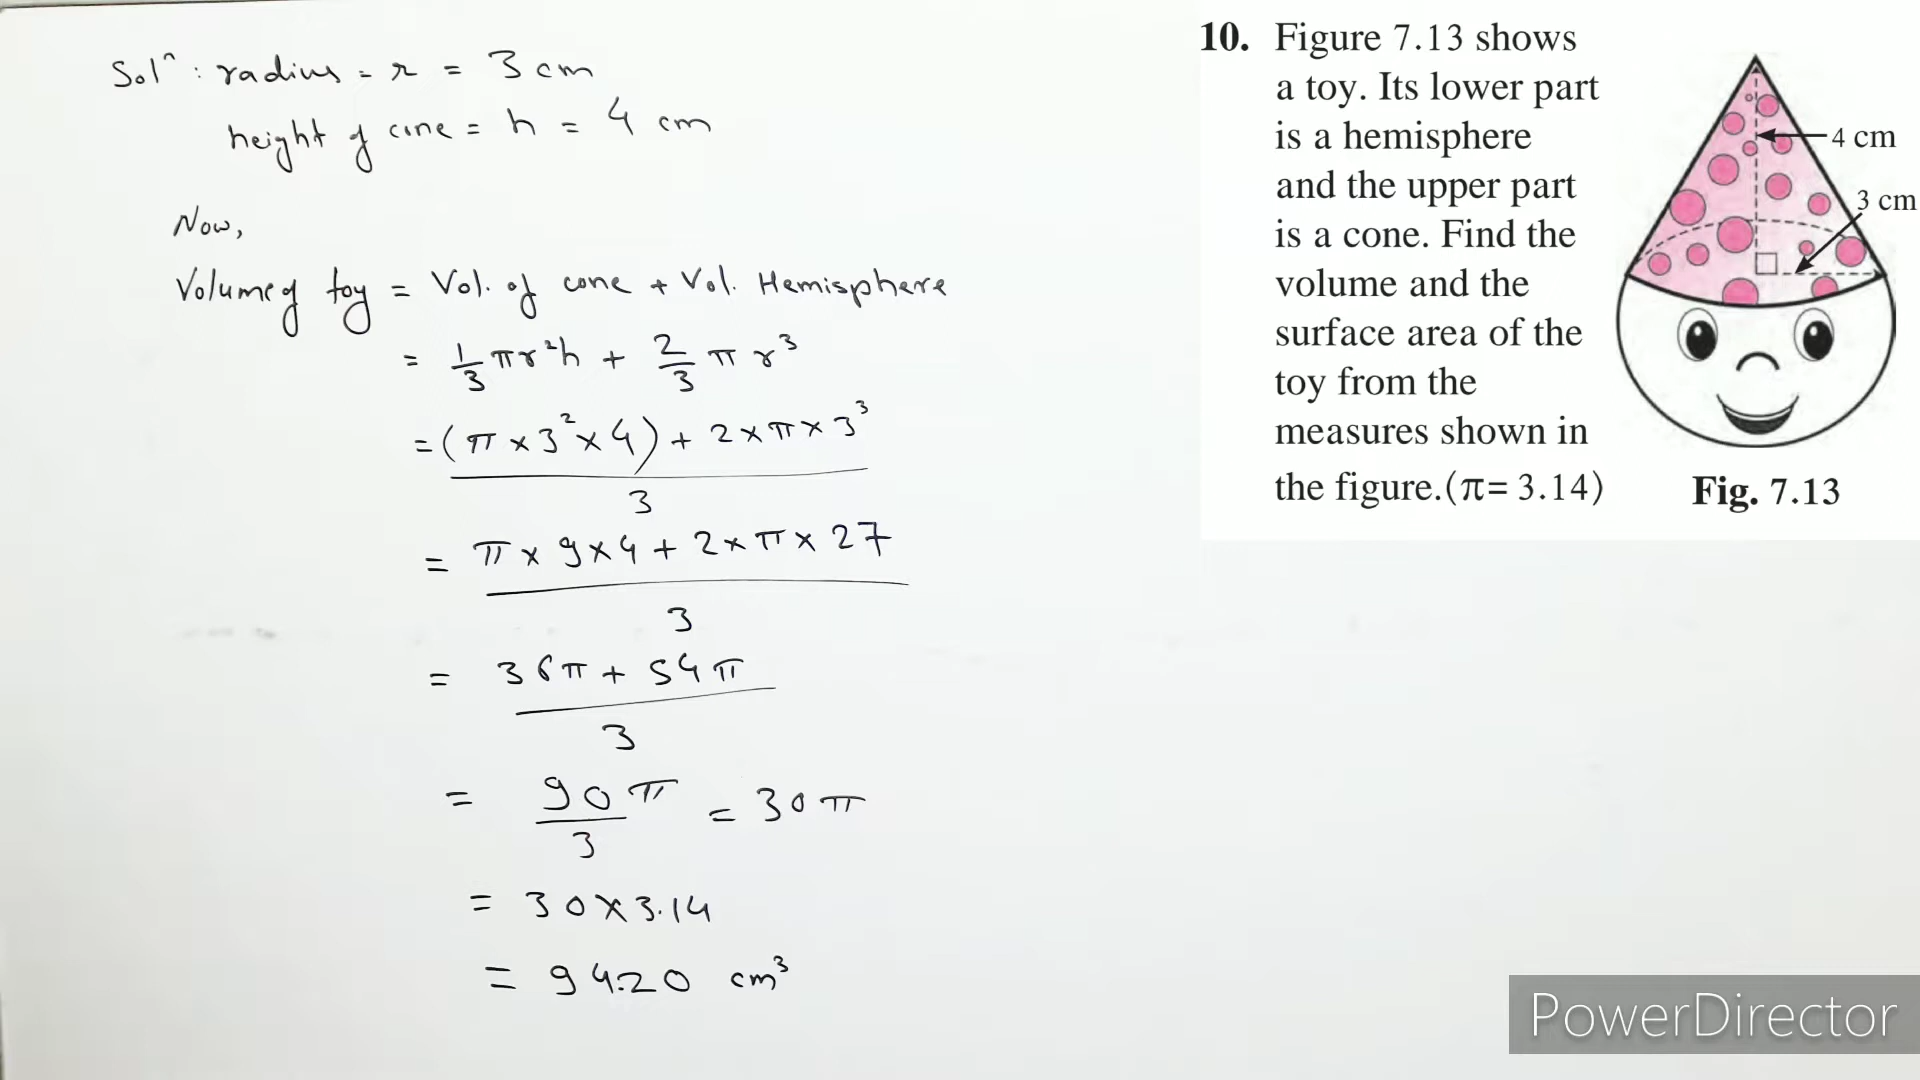 Solⁿ : radius = r = 3 cm
height of cone = h = 4 cm
Now,
Volume of toy = Vol. of cone + Vol. Hemisphere
= 1/3 πr²h + 2/3 π r³
= (π × 3² × 4) + 2 × π × 3³ / 3
= π × 9 × 4 + 2 × π × 27 / 3
= 36π + 54π / 3
= 90π / 3 = 30π
= 30 × 3.14
= 94.20 cm³
10. Figure 7.13 shows
a toy. Its lower part
is a hemisphere
and the upper part
is a cone. Find the
volume and the
surface area of the
toy from the
measures shown in
the figure.(π= 3.14)
4 cm
3 cm
Fig. 7.13
PowerDirector